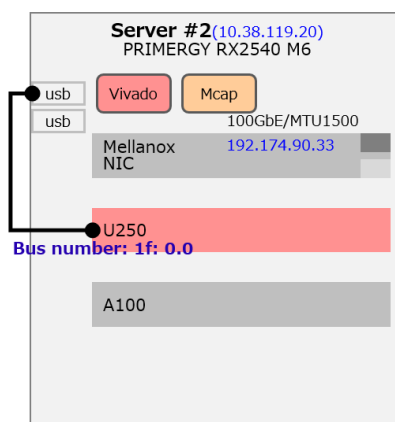 Server #2(10.38.119.20)
PRIMERGY RX2540 M6
usb
Vivado
Mcap
usb
100GbE/MTU1500
Mellanox
NIC
192.174.90.33
U250
Bus number: 1f: 0.0
A100